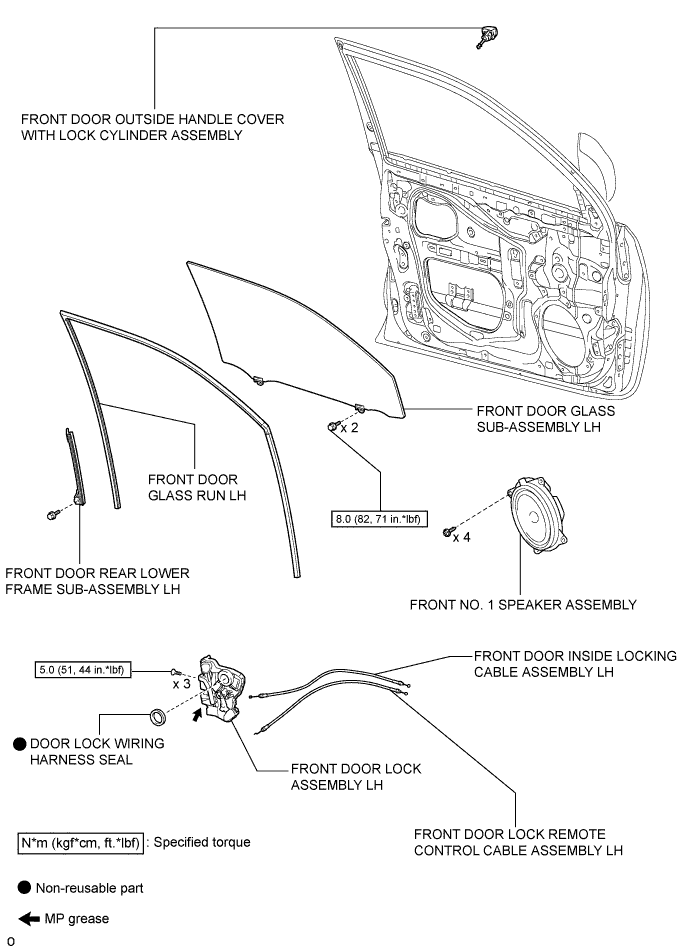 FRONT DOOR OUTSIDE HANDLE COVER
WITH LOCK CYLINDER ASSEMBLY
FRONT DOOR GLASS
SUB-ASSEMBLY LH
x 2
FRONT DOOR
GLASS RUN LH
8.0 (82, 71 in.*lbf)
x 4
FRONT DOOR REAR LOWER
FRAME SUB-ASSEMBLY LH
FRONT NO. 1 SPEAKER ASSEMBLY
FRONT DOOR INSIDE LOCKING
CABLE ASSEMBLY LH
5.0 (51, 44 in.*lbf)
x 3
DOOR LOCK WIRING
HARNESS SEAL
FRONT DOOR LOCK
ASSEMBLY LH
FRONT DOOR LOCK REMOTE
CONTROL CABLE ASSEMBLY LH
N*m (kgf*cm, ft.*lbf) : Specified torque
Non-reusable part
MP grease
O